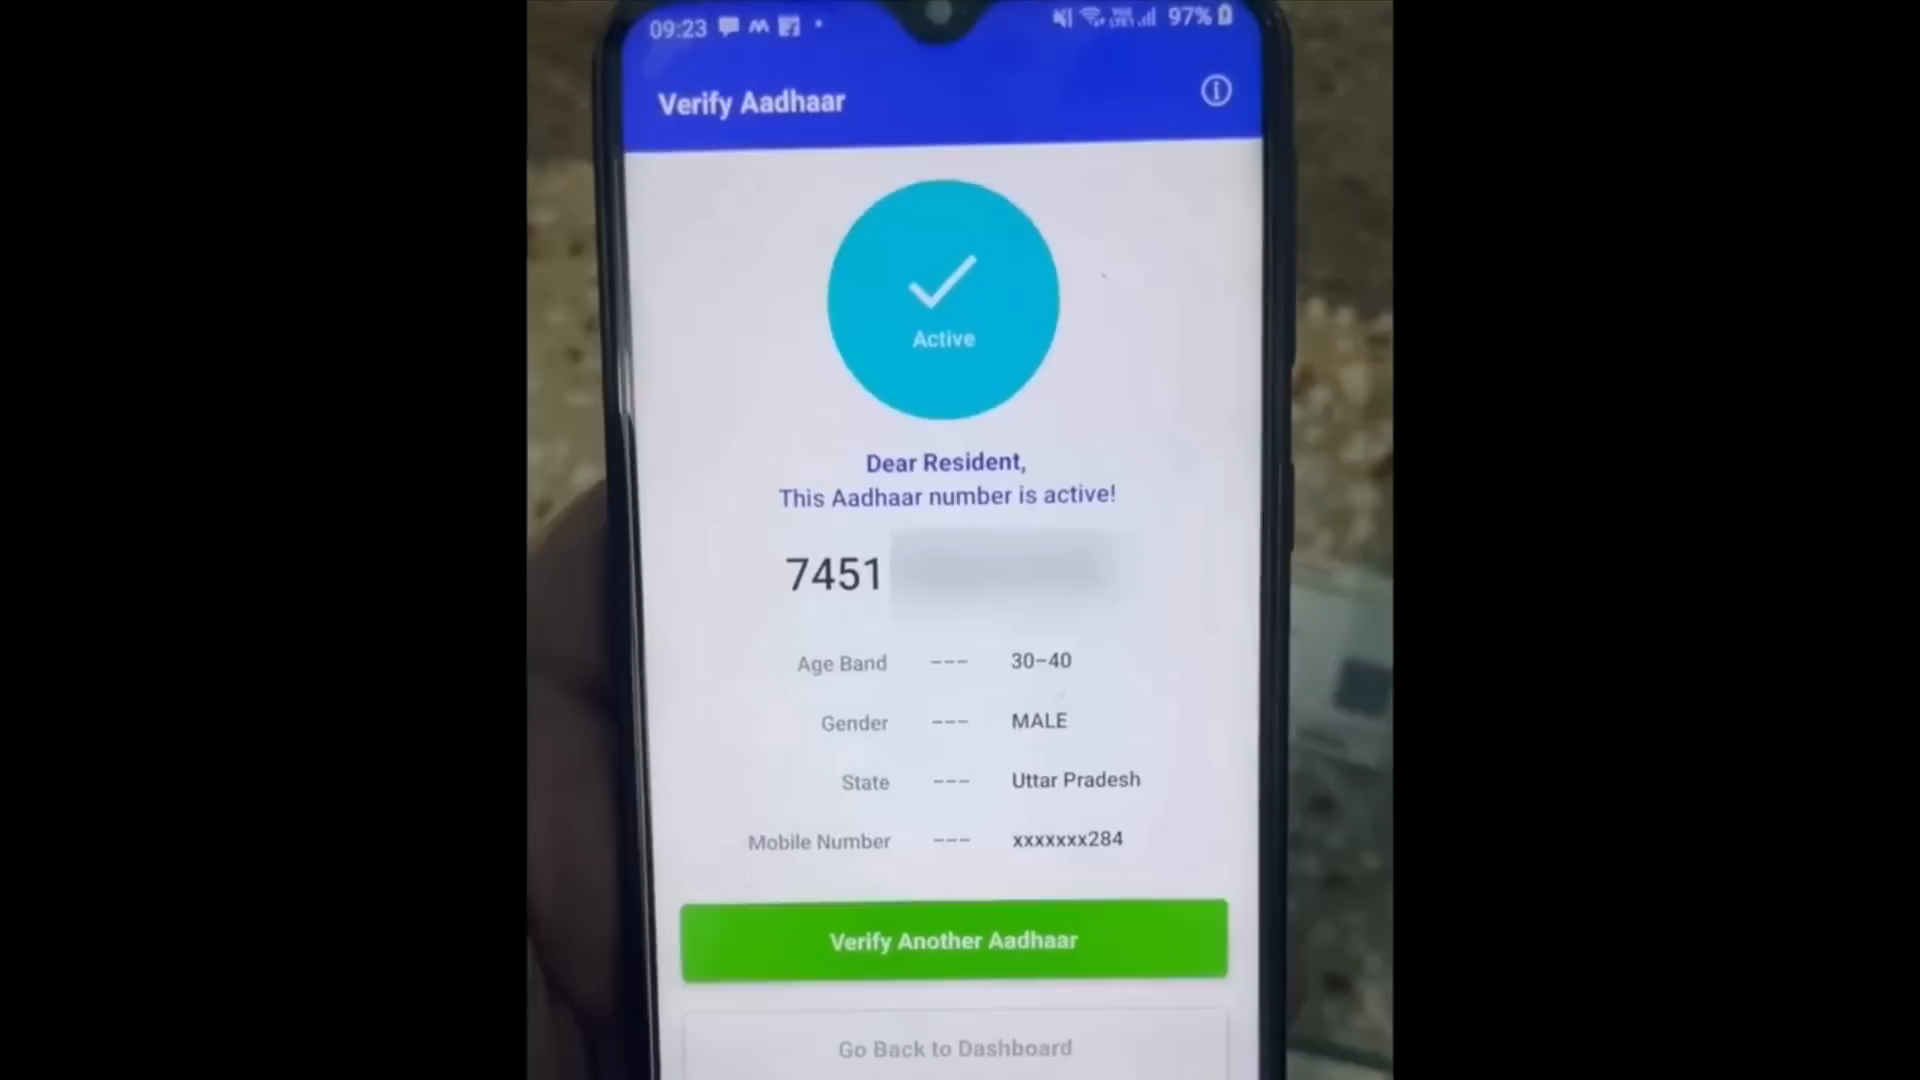 09:23 97%
Verify Aadhaar
Active
Dear Resident,
This Aadhaar number is active!
7451
Age Band --- 30-40
Gender --- MALE
State --- Uttar Pradesh
Mobile Number --- xxxxxxx284
Verify Another Aadhaar
Go Back to Dashboard